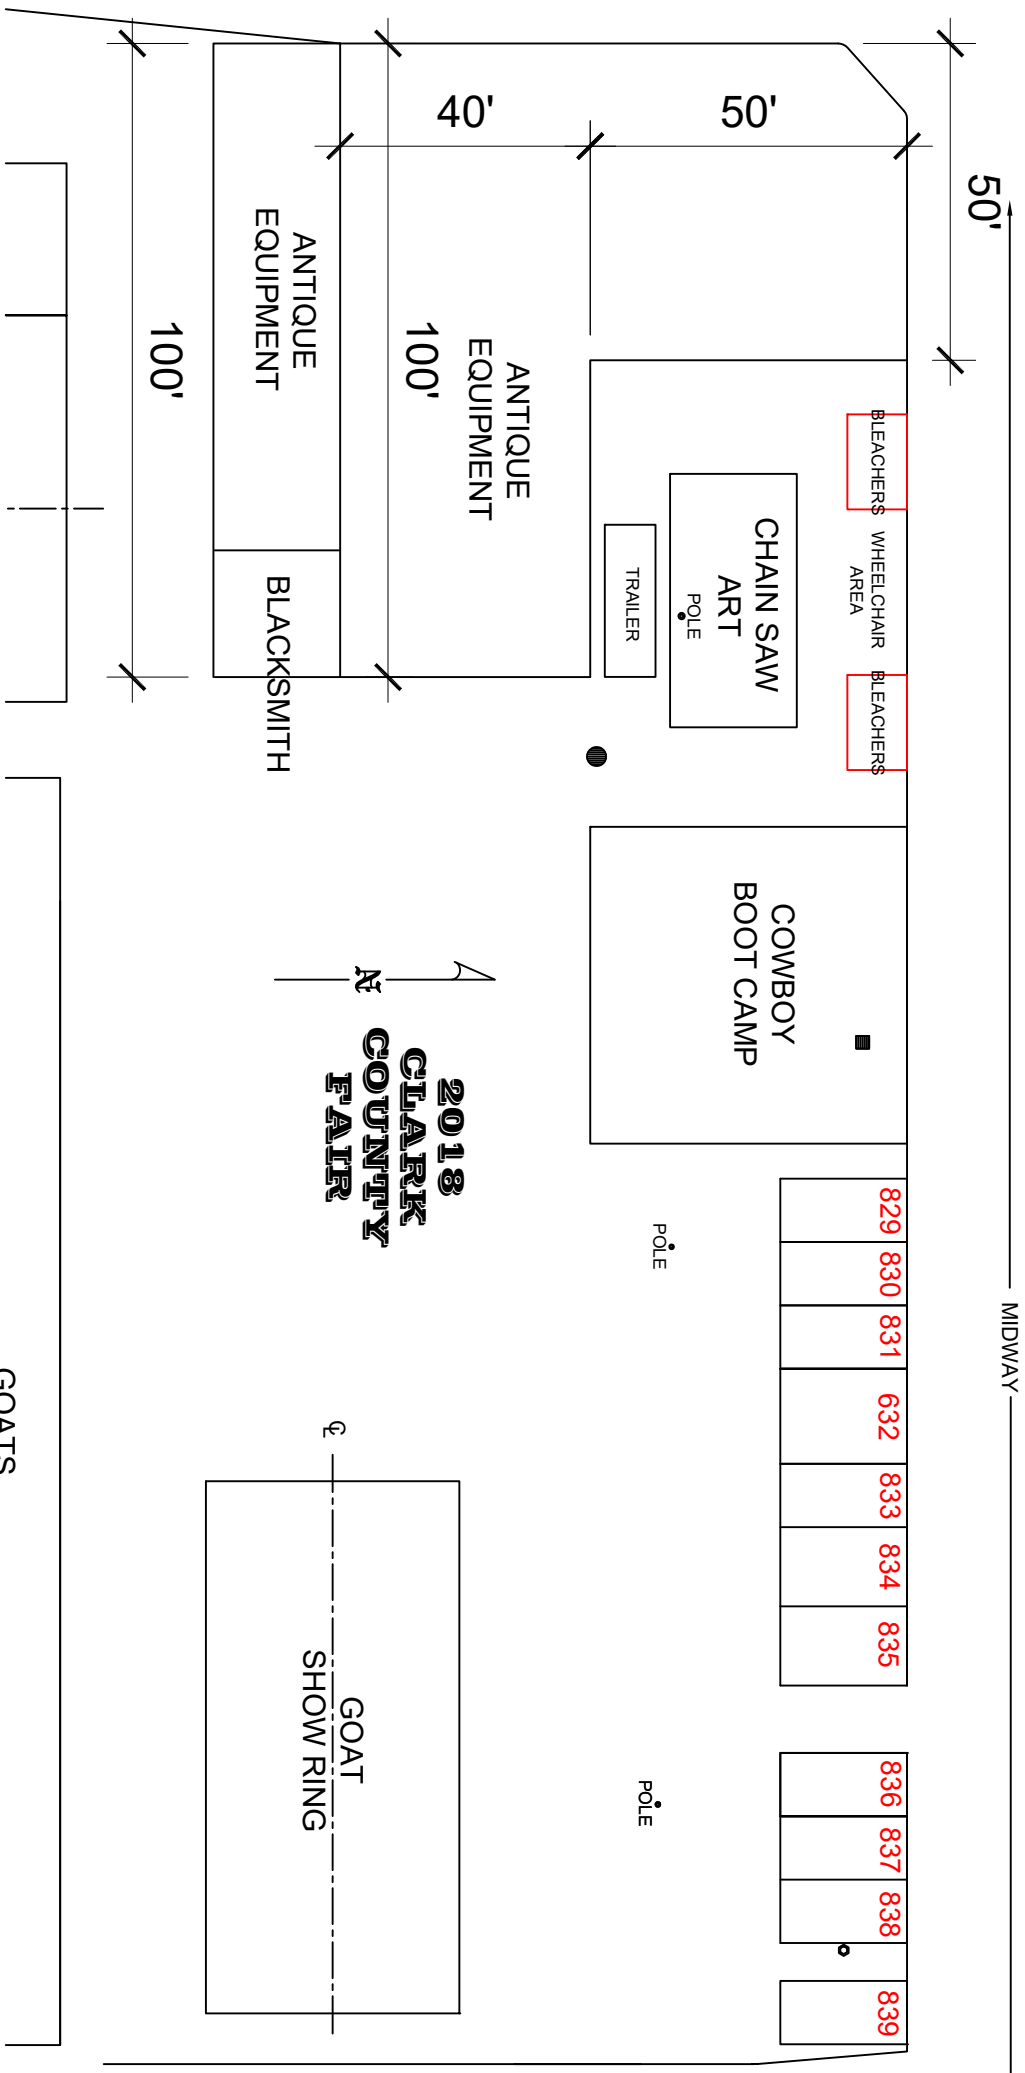 40'
50'
50'
ANTIQUE
EQUIPMENT
100'
ANTIQUE
EQUIPMENT
100'
BLACKSMITH
BLEACHERS
WHEELCHAIR
AREA
BLEACHERS
CHAIN SAW
ART
POLE
TRAILER
COWBOY
BOOT CAMP
N
2018
CLARK
COUNTY
FAIR
MIDWAY
829
830
831
632
833
834
835
836
837
838
839
POLE
POLE
CL
GOAT
SHOW RING
GOATS